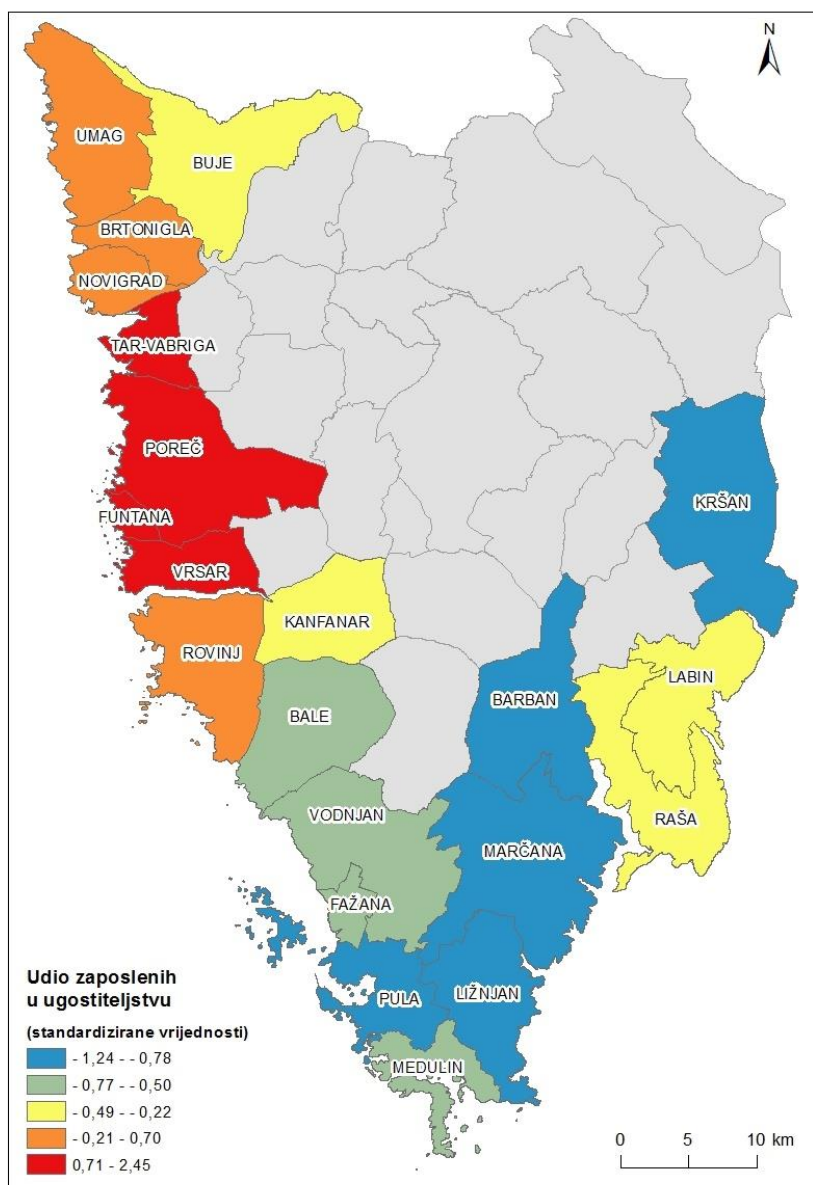 N
UMAG
BUJE
BRTONIGLA
NOVIGRAD
TAR-VABRIGA
POREČ
FUNTANA
VRSAR
KRŠAN
KANFANAR
ROVINJ
LABIN
BARBAN
BALE
VODNJAN
RAŠA
MARČANA
FAŽANA
PULA
LIŽNJAN
MEDULIN
Udio zaposlenih
u ugostiteljstvu
(standardizirane vrijednosti)
- 1,24 - - 0,78
- 0,77 - - 0,50
- 0,49 - - 0,22
- 0,21 - 0,70
0,71 - 2,45
0 5 10 km